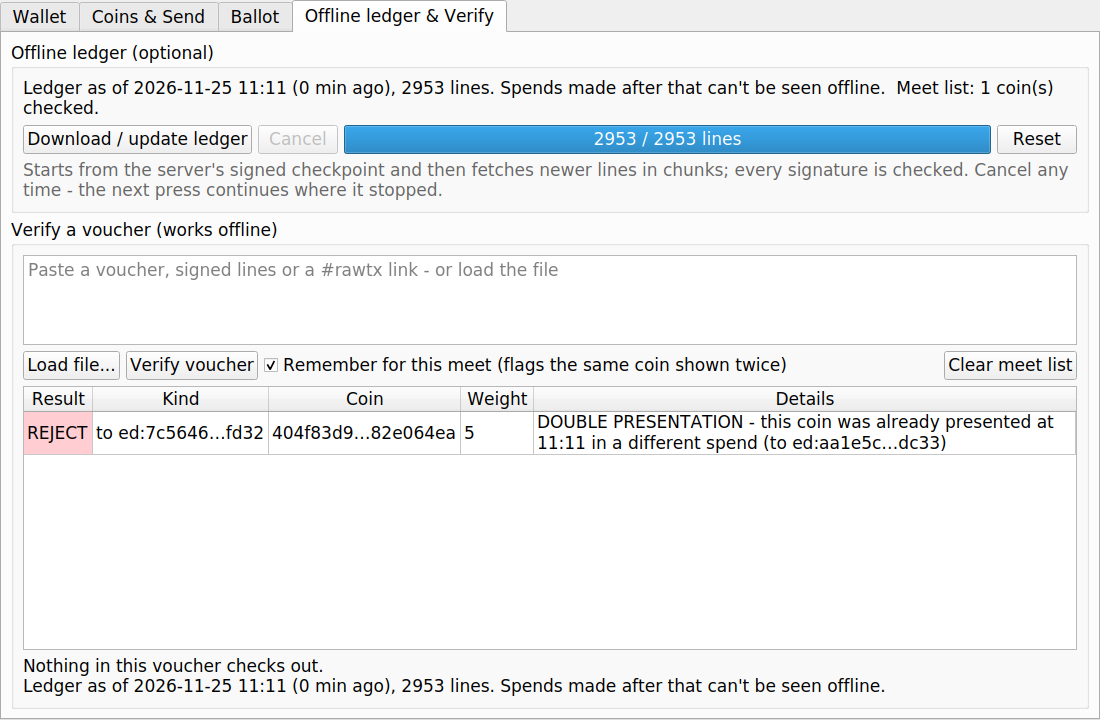 Wallet
Coins & Send
Ballot
Offline ledger & Verify
Offline ledger (optional)
Ledger as of 2026-11-25 11:11 (0 min ago), 2953 lines. Spends made after that can't be seen offline.  Meet list: 1 coin(s)
checked.
Download / update ledger
Cancel
2953 / 2953 lines
Reset
Starts from the server's signed checkpoint and then fetches newer lines in chunks; every signature is checked. Cancel any
time - the next press continues where it stopped.
Verify a voucher (works offline)
Paste a voucher, signed lines or a #rawtx link - or load the file
Load file...
Verify voucher
Remember for this meet (flags the same coin shown twice)
Clear meet list
Result
Kind
Coin
Weight
Details
REJECT
to ed:7c5646...fd32
404f83d9...82e064ea
5
DOUBLE PRESENTATION - this coin was already presented at
11:11 in a different spend (to ed:aa1e5c...dc33)
Nothing in this voucher checks out.
Ledger as of 2026-11-25 11:11 (0 min ago), 2953 lines. Spends made after that can't be seen offline.